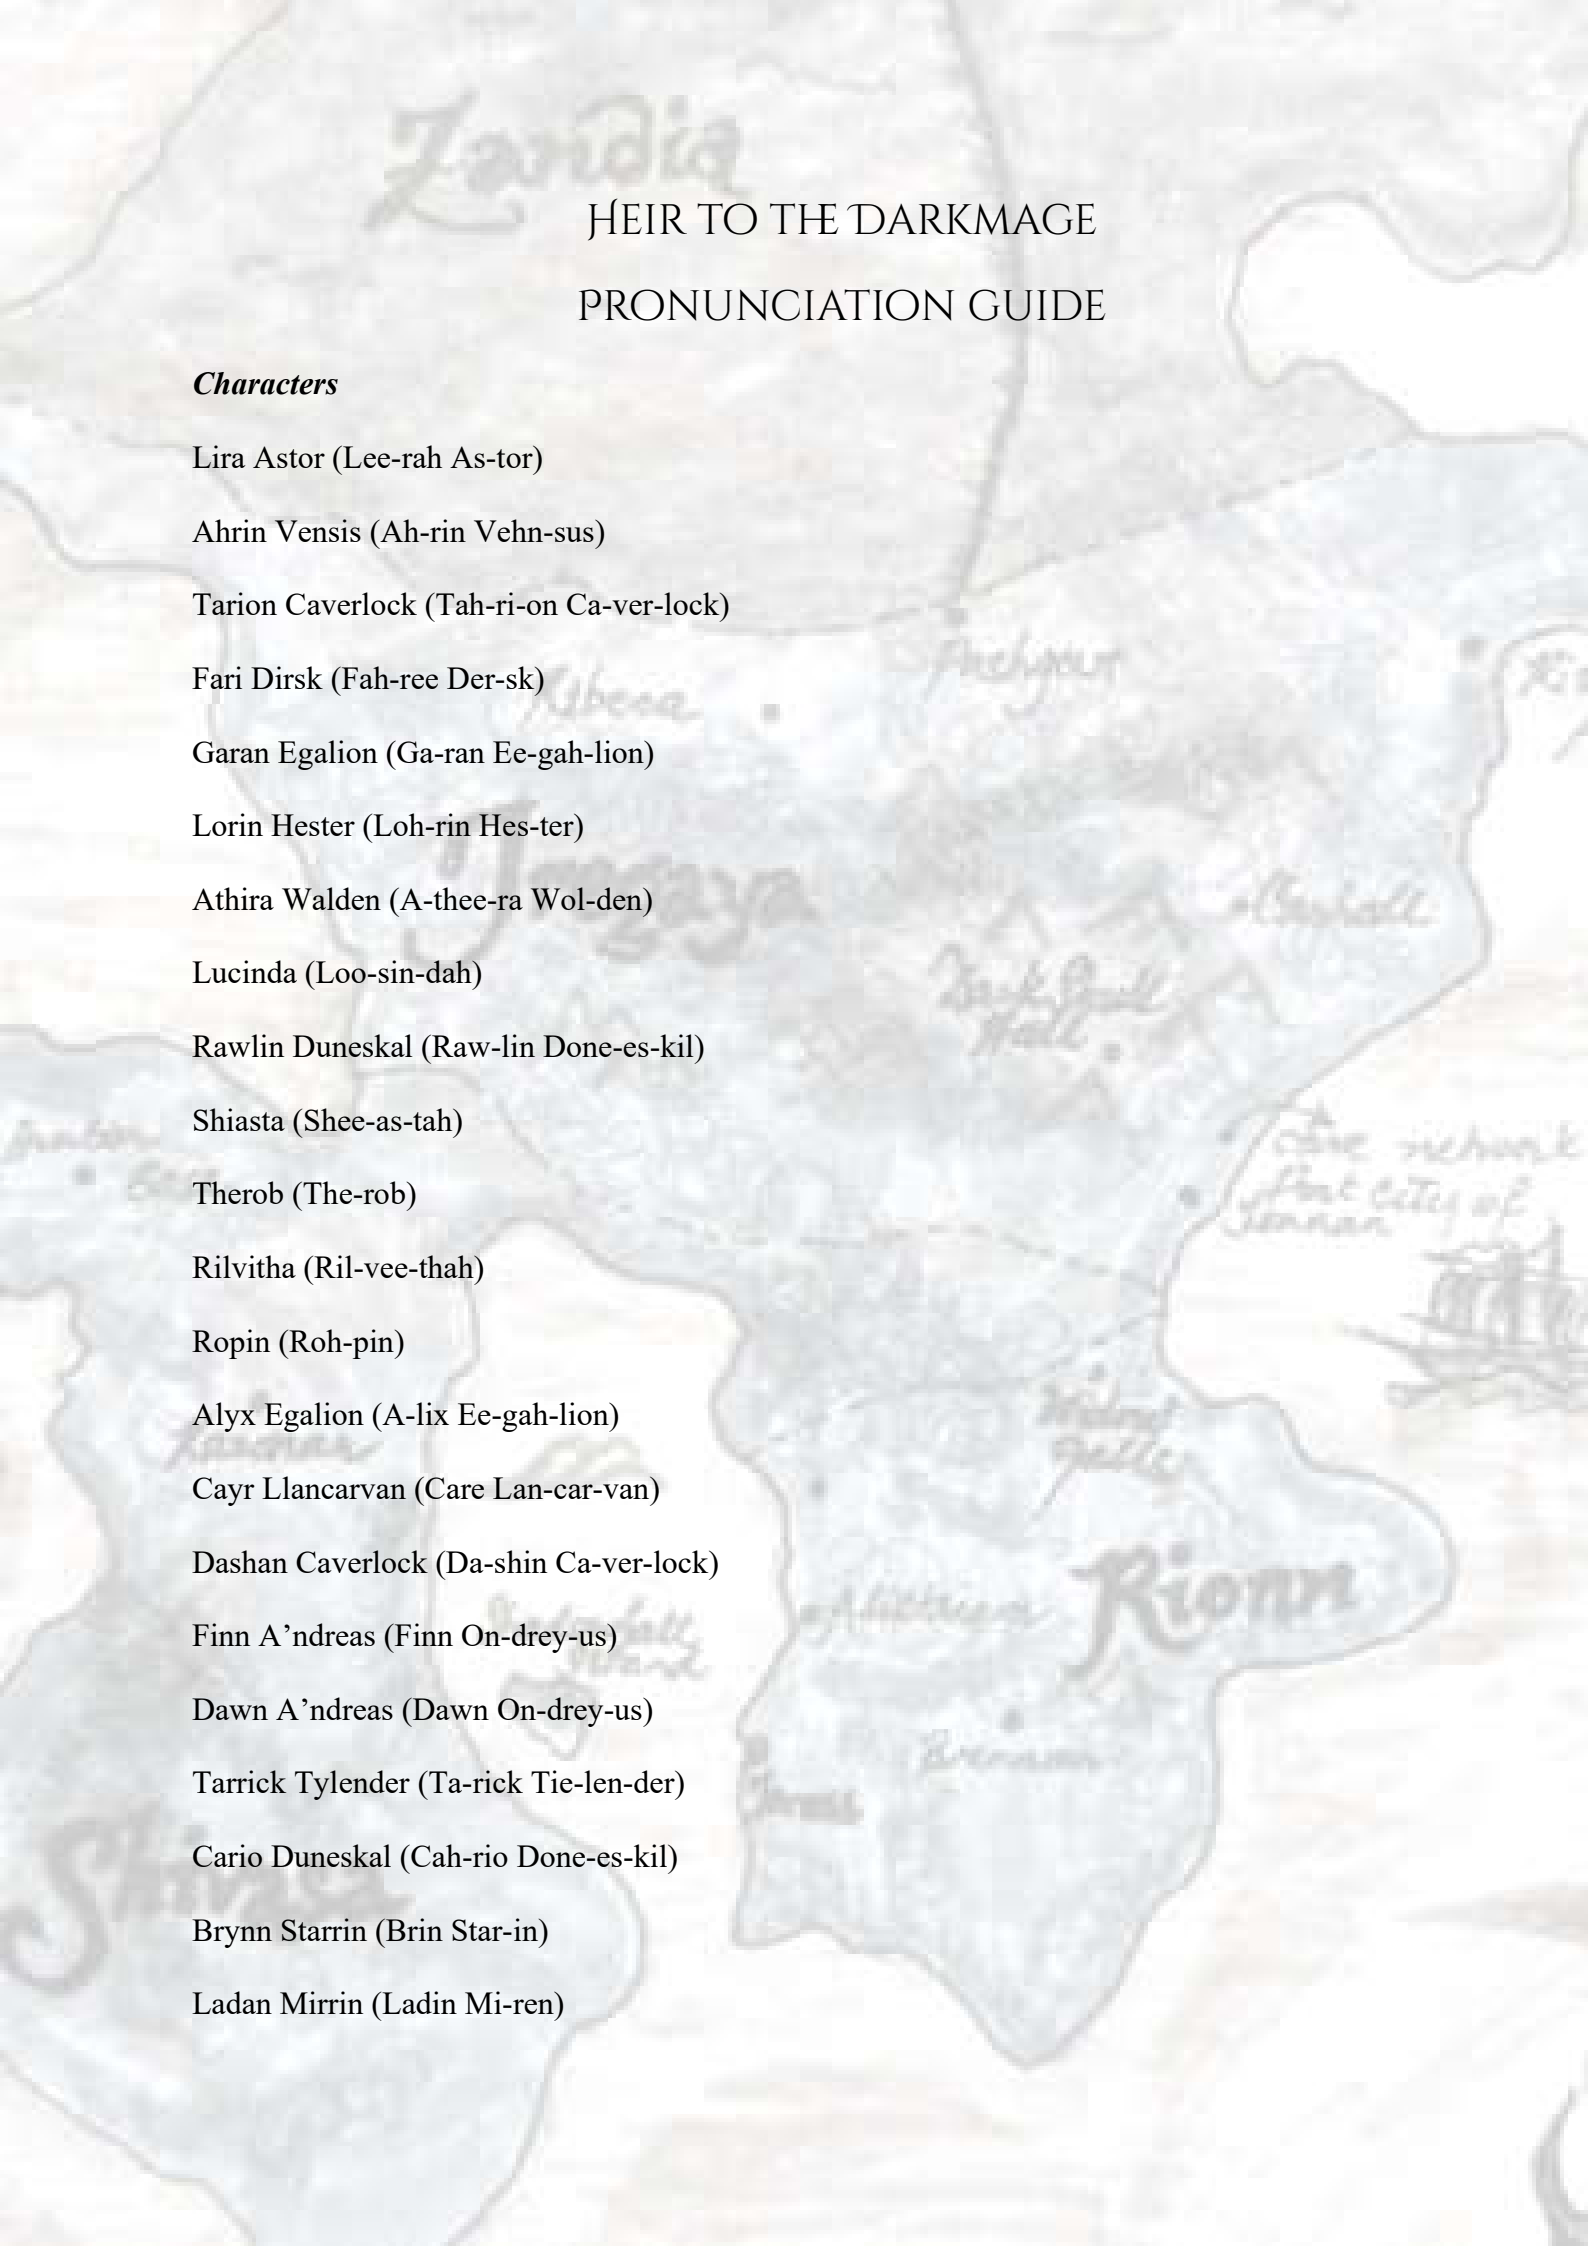 Zandia
HEIR TO THE DARKMAGE
PRONUNCIATION GUIDE
Characters
Lira Astor (Lee-rah As-tor)
Ahrin Vensis (Ah-rin Vehn-sus)
Tarion Caverlock (Tah-ri-on Ca-ver-lock)
Fari Dirsk (Fah-ree Der-sk)
Garan Egalion (Ga-ran Ee-gah-lion)
Lorin Hester (Loh-rin Hes-ter)
Athira Walden (A-thee-ra Wol-den)
Lucinda (Loo-sin-dah)
Rawlin Duneskal (Raw-lin Done-es-kil)
Shiasta (Shee-as-tah)
Therob (The-rob)
Rilvitha (Ril-vee-thah)
Ropin (Roh-pin)
Alyx Egalion (A-lix Ee-gah-lion)
Cayr Llancarvan (Care Lan-car-van)
Dashan Caverlock (Da-shin Ca-ver-lock)
Finn A’ndreas (Finn On-drey-us)
Rionn
Dawn A’ndreas (Dawn On-drey-us)
Tarrick Tylender (Ta-rick Tie-len-der)
Cario Duneskal (Cah-rio Done-es-kil)
Brynn Starrin (Brin Star-in)
Ladan Mirrin (Ladin Mi-ren)